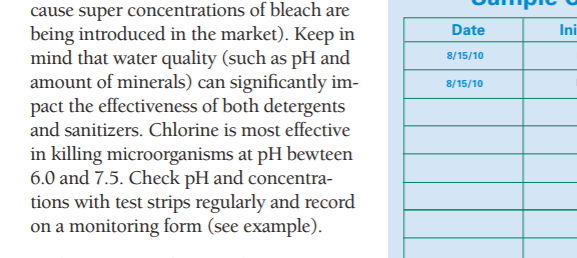 cause super concentrations of bleach are
being introduced in the market). Keep in
mind that water quality (such as pH and
amount of minerals) can significantly im-
pact the effectiveness of both detergents
and sanitizers. Chlorine is most effective
in killing microorganisms at pH bewteen
6.0 and 7.5. Check pH and concentra-
tions with test strips regularly and record
on a monitoring form (see example).
Sample
Date
8/15/10
8/15/10